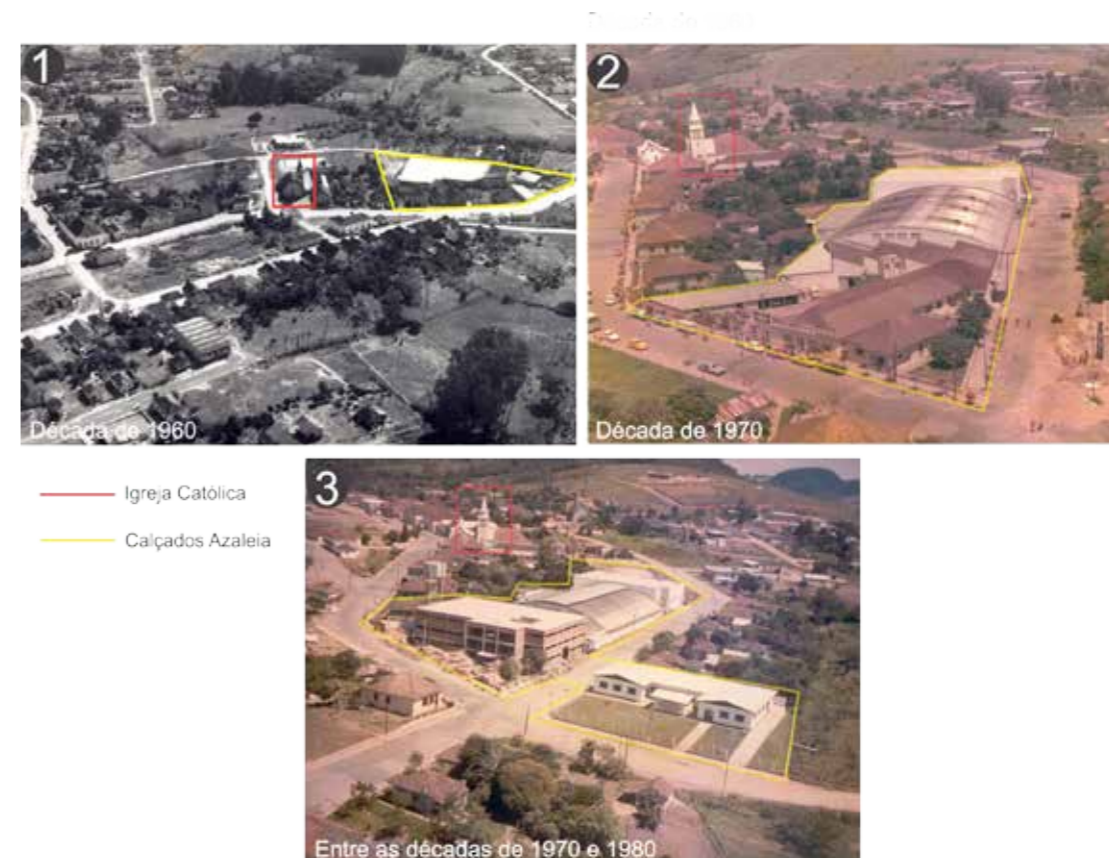 1
2
Década de 1960
Década de 1970
Igreja Católica
Calçados Azaleia
3
Entre as décadas de 1970 e 1980